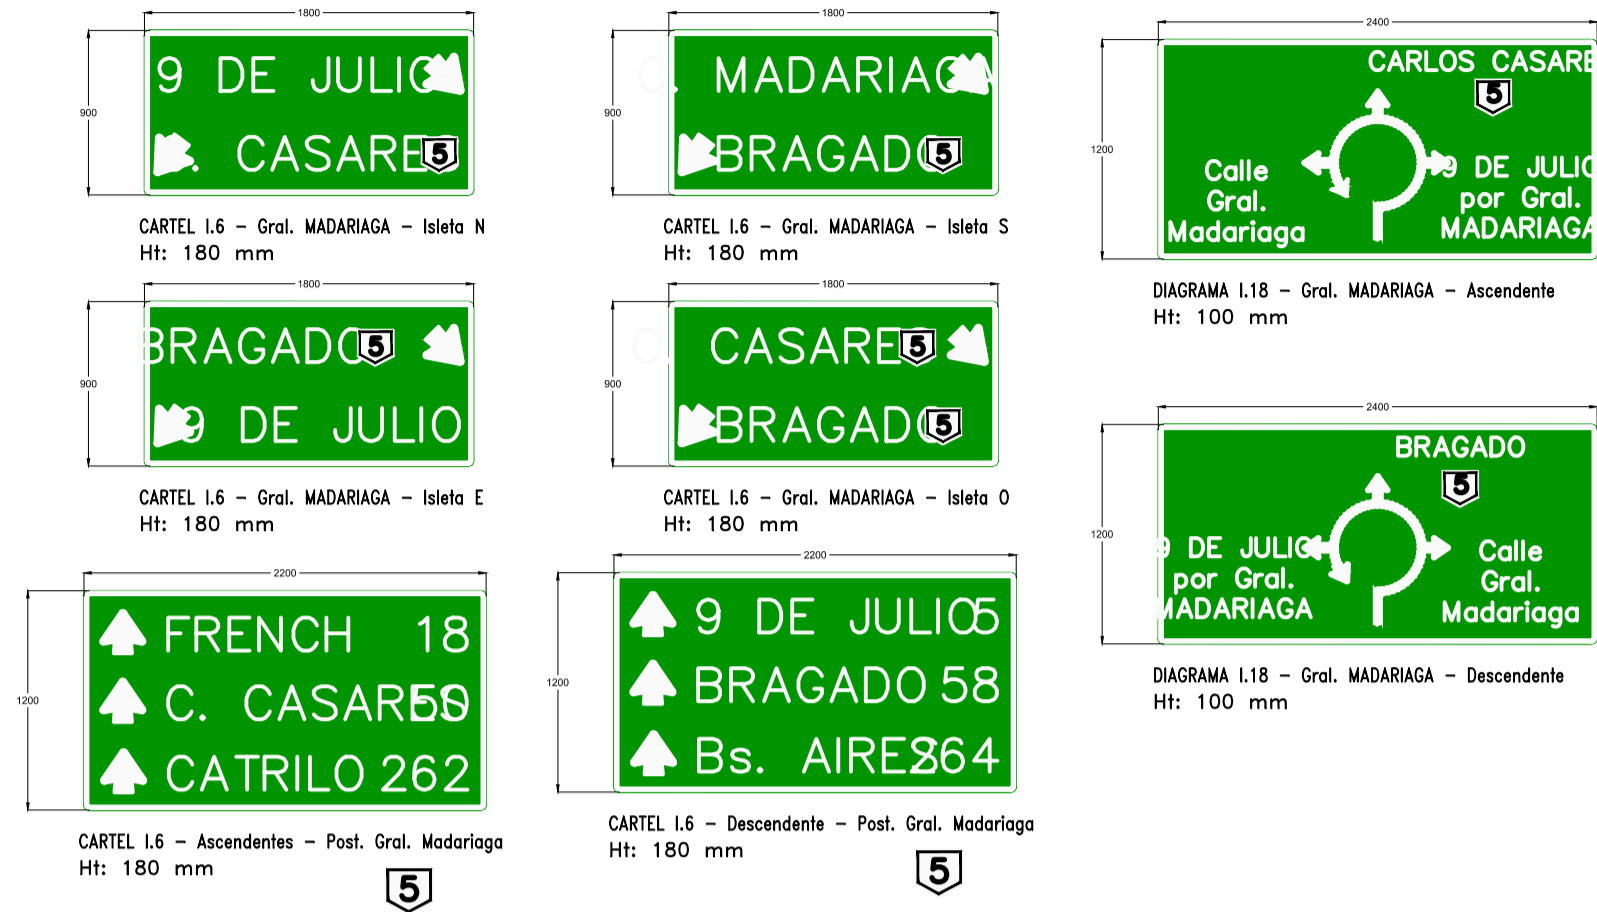 1800
900
9 DE JULIO
C. CASARES 5
CARTEL I.6 - Gral. MADARIAGA - Isleta N
Ht: 180 mm
1800
900
G. MADARIAGA
BRAGADO 5
CARTEL I.6 - Gral. MADARIAGA - Isleta S
Ht: 180 mm
2400
1200
CARLOS CASARE
5
Calle
Gral.
Madariaga
9 DE JULIO
por Gral.
MADARIAGA
DIAGRAMA I.18 - Gral. MADARIAGA - Ascendente
Ht: 100 mm
1800
900
BRAGADO 5
9 DE JULIO
CARTEL I.6 - Gral. MADARIAGA - Isleta E
Ht: 180 mm
1800
900
C. CASARES 5
BRAGADO 5
CARTEL I.6 - Gral. MADARIAGA - Isleta O
Ht: 180 mm
2400
1200
BRAGADO
5
9 DE JULIO
por Gral.
MADARIAGA
Calle
Gral.
Madariaga
DIAGRAMA I.18 - Gral. MADARIAGA - Descendente
Ht: 100 mm
2200
1200
FRENCH 18
C. CASARES 50
CATRILO 262
CARTEL I.6 - Ascendentes - Post. Gral. Madariaga
Ht: 180 mm
5
2200
1200
9 DE JULIO 5
BRAGADO 58
Bs. AIRES 264
CARTEL I.6 - Descendente - Post. Gral. Madariaga
Ht: 180 mm
5